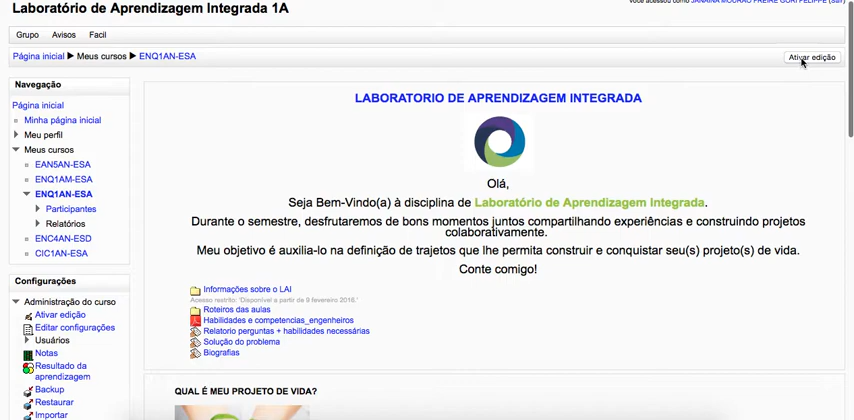 Laboratório de Aprendizagem Integrada 1A
Você acessou como JANAINA MOURAO FREIRE GORI FELIPPE (Sair)
Grupo Avisos Facil
Página inicial ▶ Meus cursos ▶ ENQ1AN-ESA
Ativar edição
Navegação
Página inicial
Minha página inicial
Meu perfil
Meus cursos
EAN5AN-ESA
ENQ1AM-ESA
ENQ1AN-ESA
Participantes
Relatórios
ENC4AN-ESD
CIC1AN-ESA
Configurações
Administração do curso
Ativar edição
Editar configurações
Usuários
Notas
Resultado da
aprendizagem
Backup
Restaurar
Importar
LABORATORIO DE APRENDIZAGEM INTEGRADA
Olá,
Seja Bem-Vindo(a) à disciplina de Laboratório de Aprendizagem Integrada.
Durante o semestre, desfrutaremos de bons momentos juntos compartilhando experiências e construindo projetos
colaborativamente.
Meu objetivo é auxilia-lo na definição de trajetos que lhe permita construir e conquistar seu(s) projeto(s) de vida.
Conte comigo!
Informações sobre o LAI
Acesso restrito: 'Disponível a partir de 9 fevereiro 2016.'
Roteiros das aulas
Habilidades e competencias_engenheiros
Relatorio perguntas + habilidades necessárias
Solução do problema
Biografias
QUAL É MEU PROJETO DE VIDA?